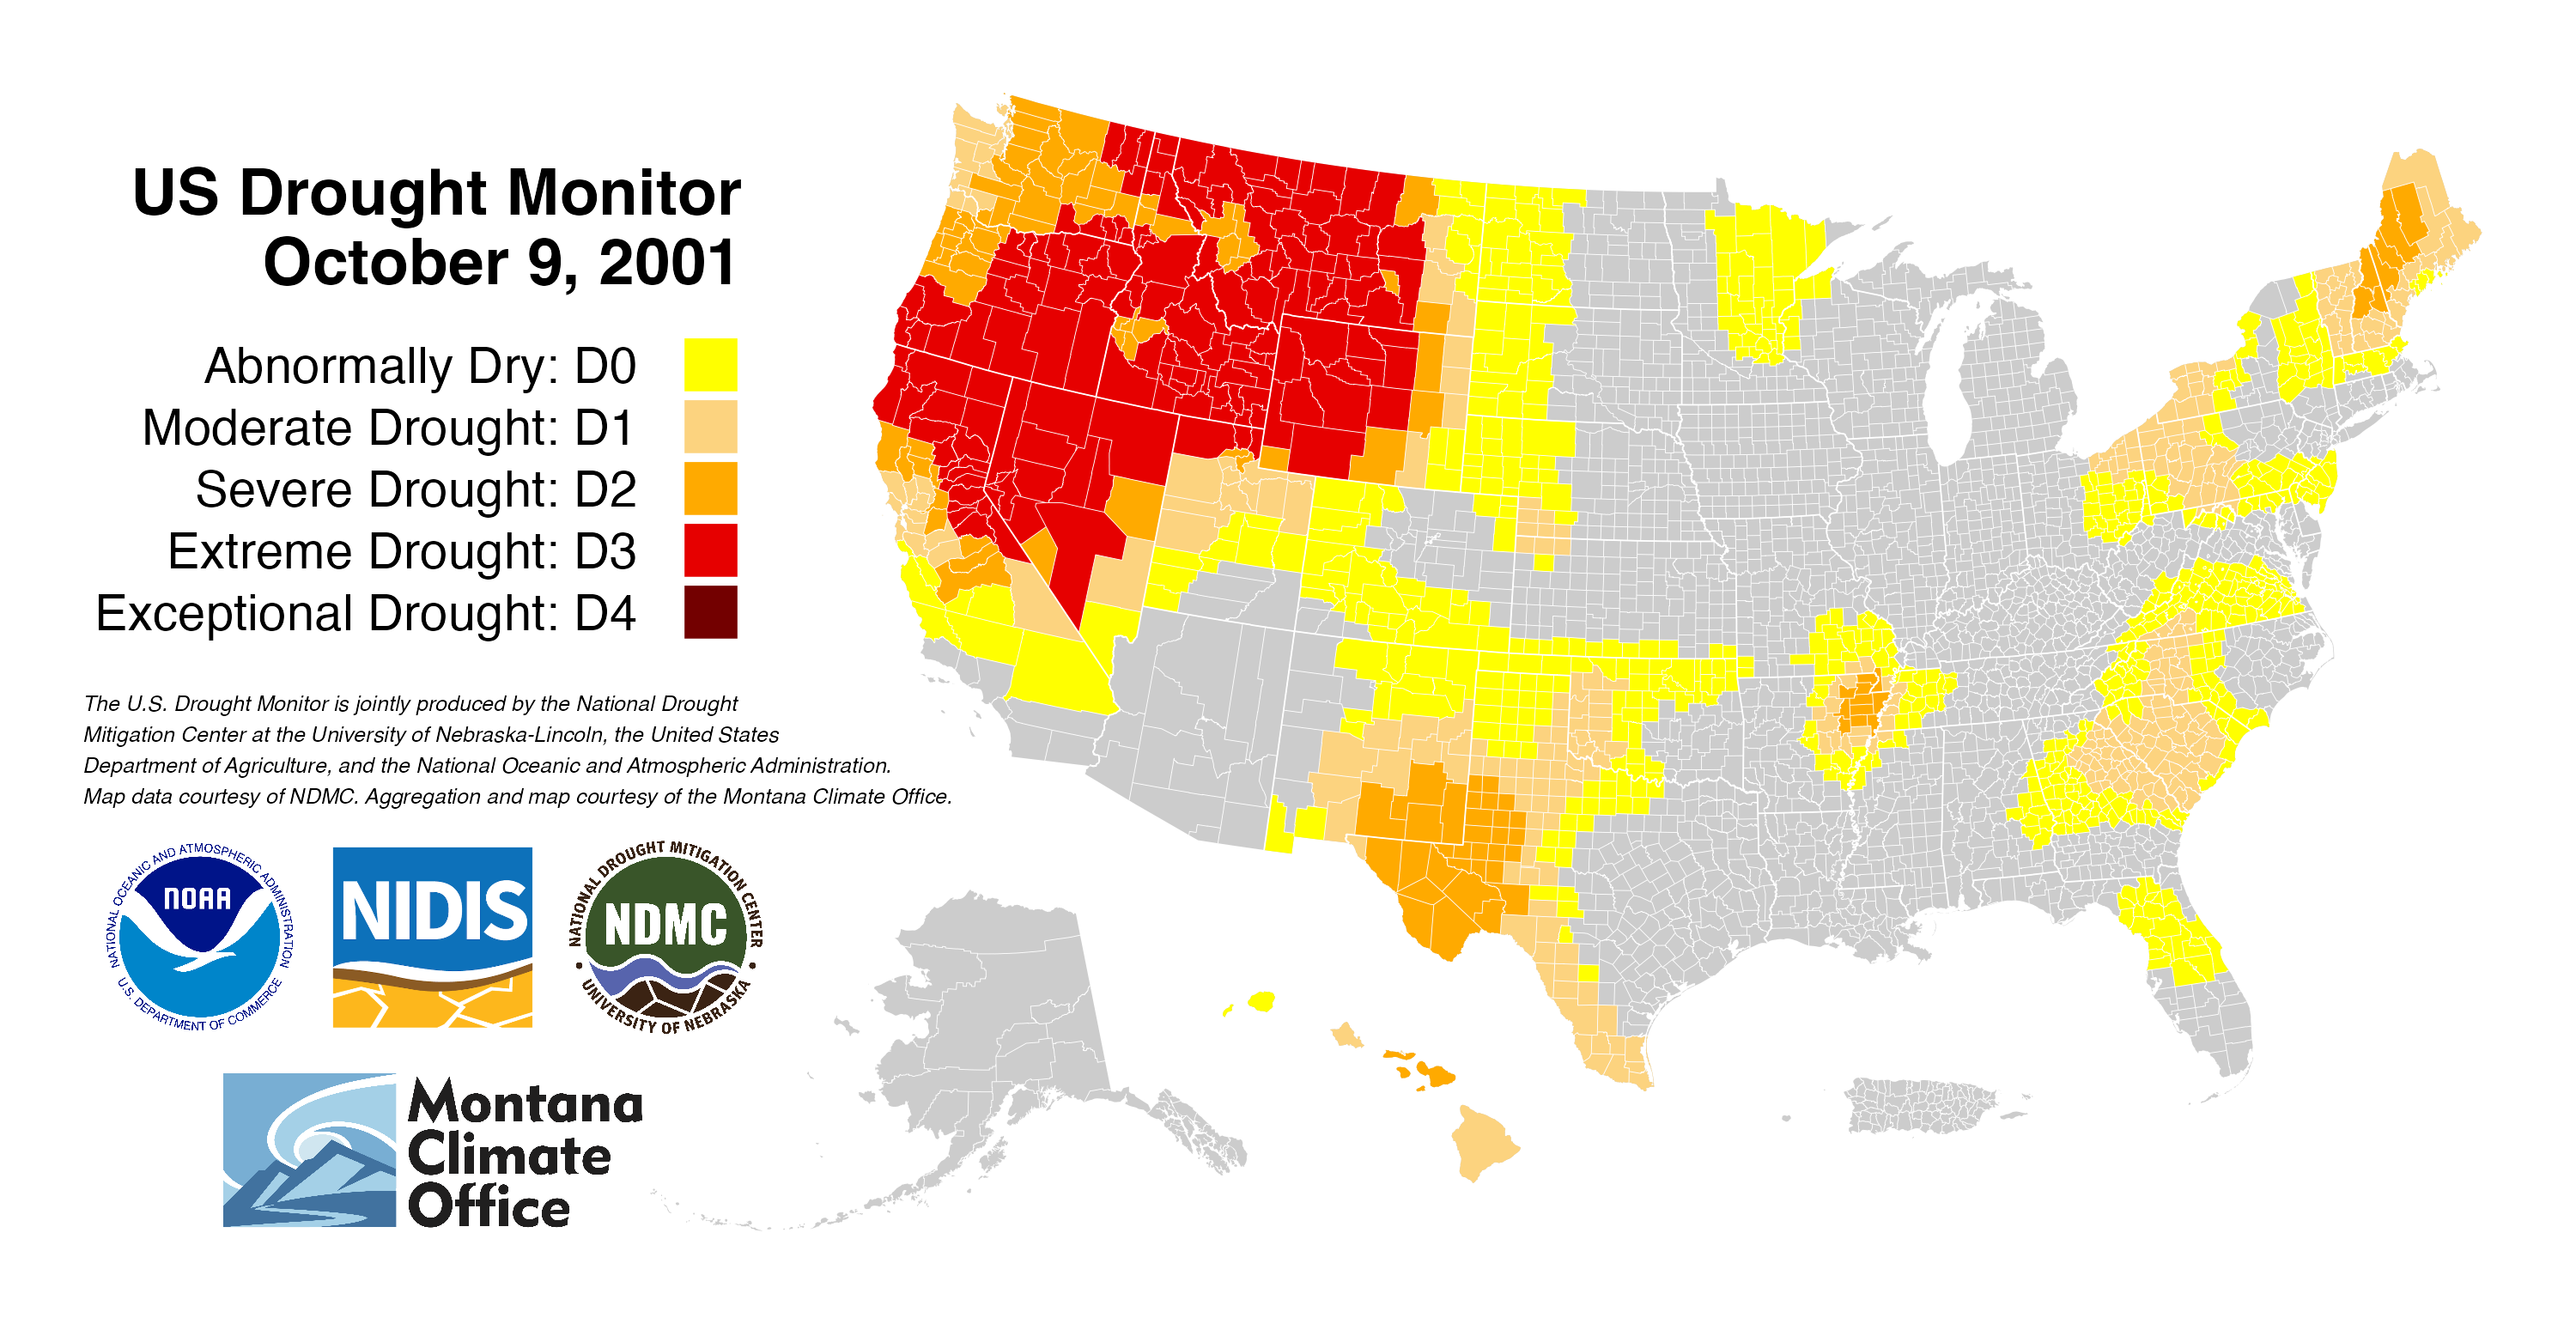 US Drought Monitor
October 9, 2001
Abnormally Dry: D0
Moderate Drought: D1
Severe Drought: D2
Extreme Drought: D3
Exceptional Drought: D4
The U.S. Drought Monitor is jointly produced by the National Drought
Mitigation Center at the University of Nebraska-Lincoln, the United States
Department of Agriculture, and the National Oceanic and Atmospheric Administration.
Map data courtesy of NDMC. Aggregation and map courtesy of the Montana Climate Office.
NATIONAL OCEANIC AND ATMOSPHERIC ADMINISTRATION
NOAA
U.S. DEPARTMENT OF COMMERCE
NIDIS
NATIONAL DROUGHT MITIGATION CENTER
NDMC
UNIVERSITY OF NEBRASKA
Montana
Climate
Office